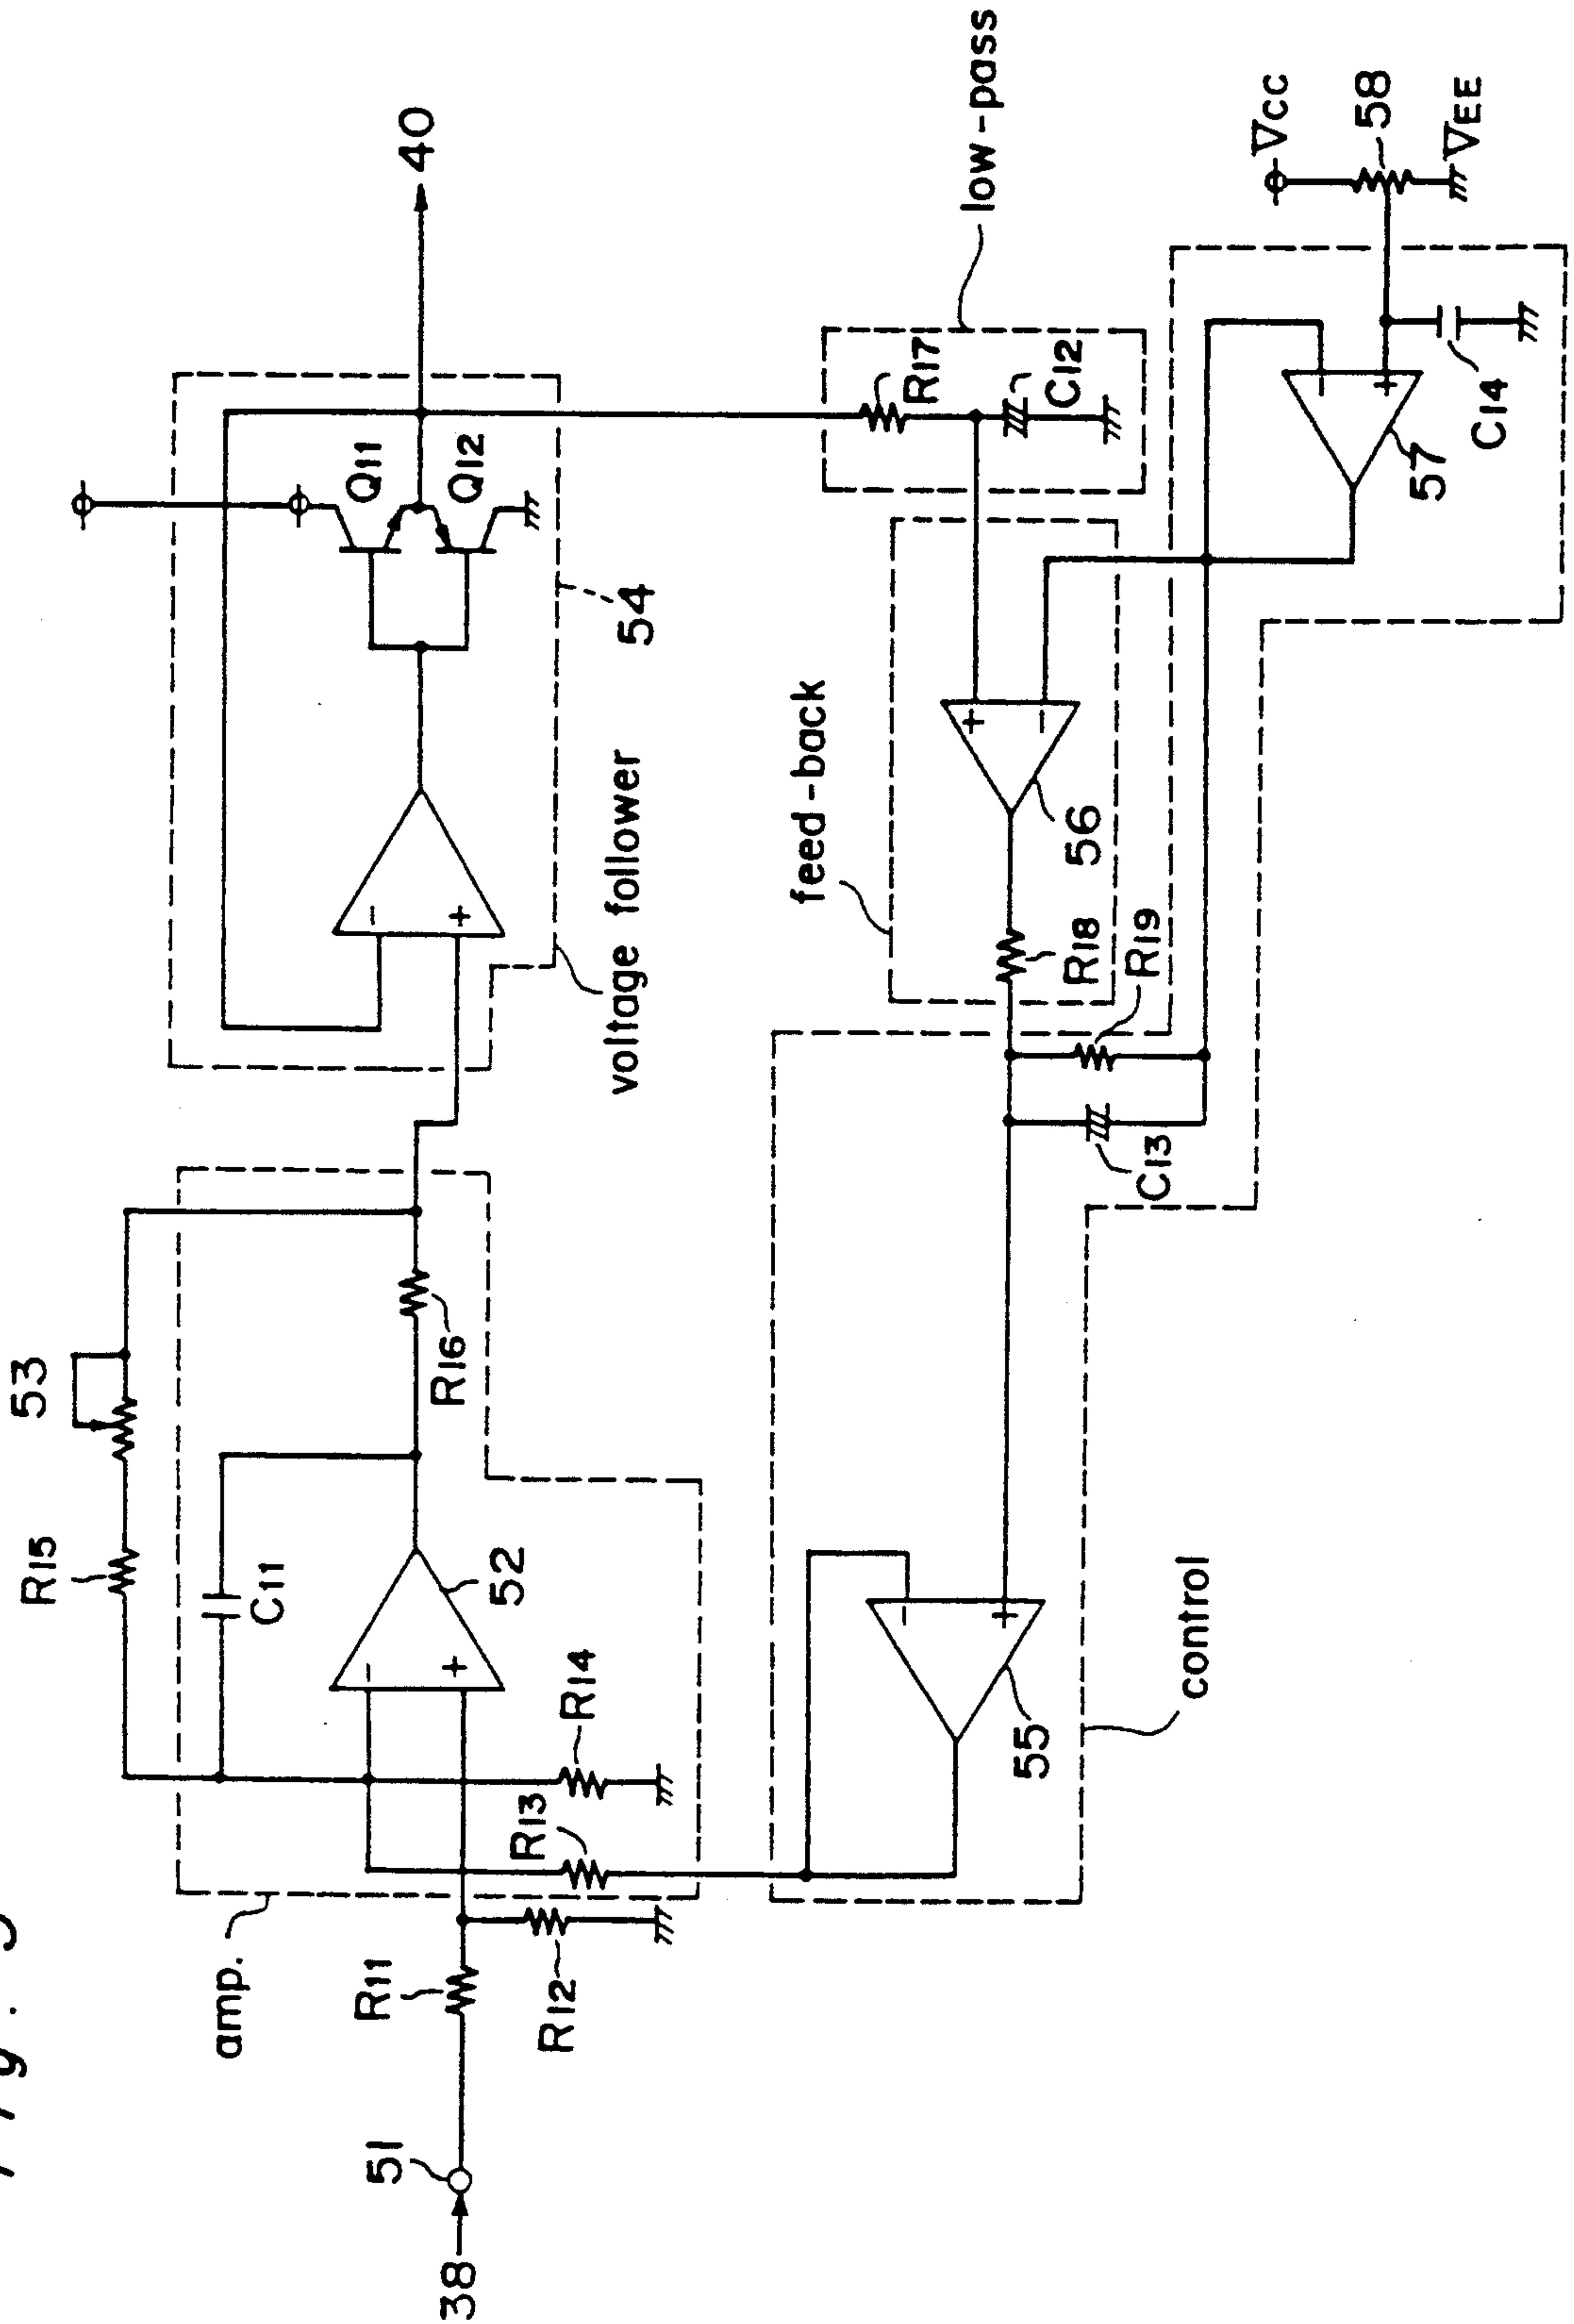 53
R15
C11
amp.
52
R16
R14
R13
R11
R12
51
38
Q11
Q12
40
54
voltage follower
low-pass
R17
C12
feed-back
56
R18
R19
C13
55
control
57
C14
VCC
58
VEE
-
+
-
+
+
-
-
+
-
+